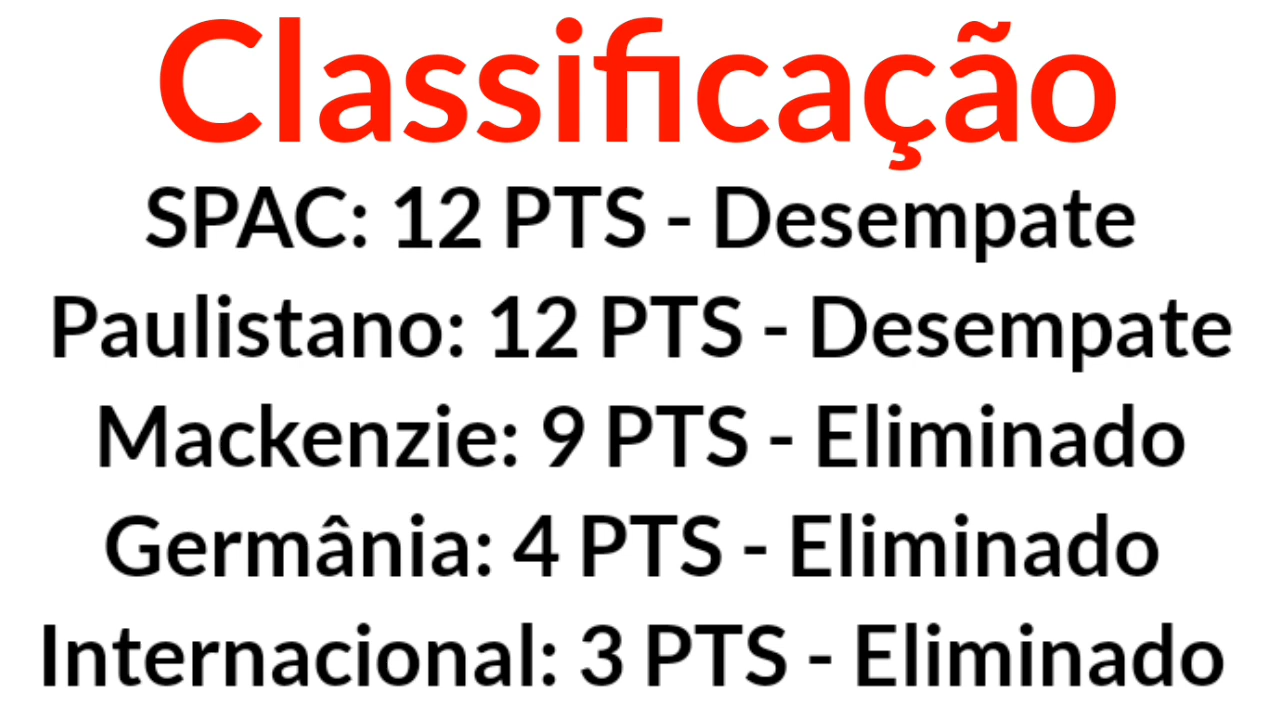 Classificação
SPAC: 12 PTS - Desempate
Paulistano: 12 PTS - Desempate
Mackenzie: 9 PTS - Eliminado
Germânia: 4 PTS - Eliminado
Internacional: 3 PTS - Eliminado